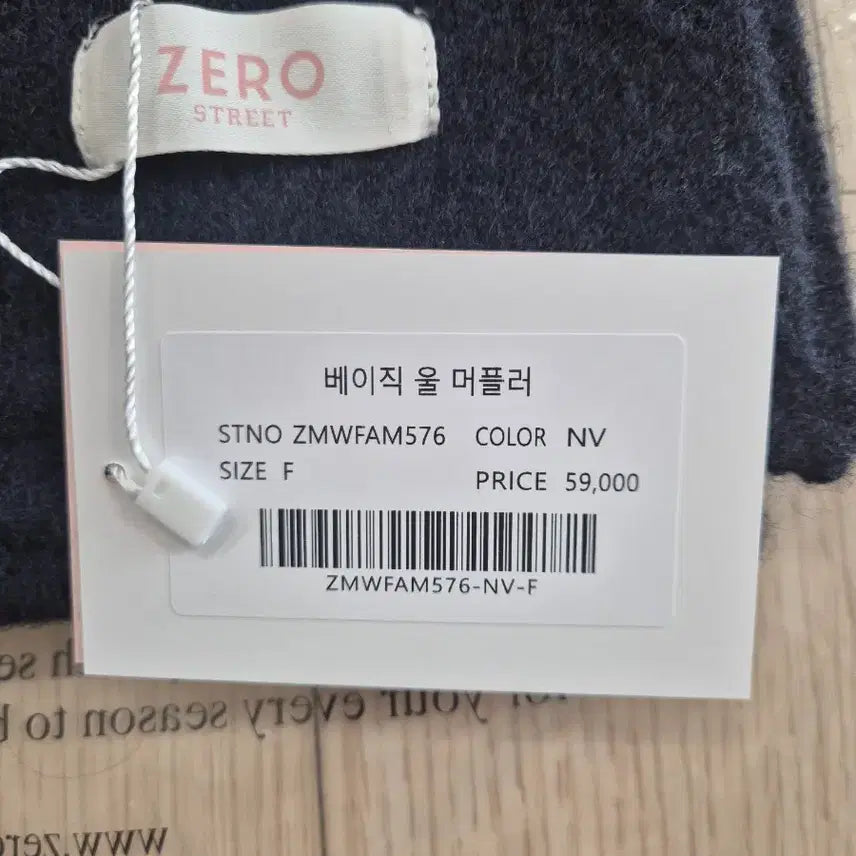 ZERO
STREET
베이직 울 머플러
STNO ZMWFAM576 COLOR NV
SIZE F PRICE 59,000
ZMWFAM576-NV-F
for your every season to b
www.zero